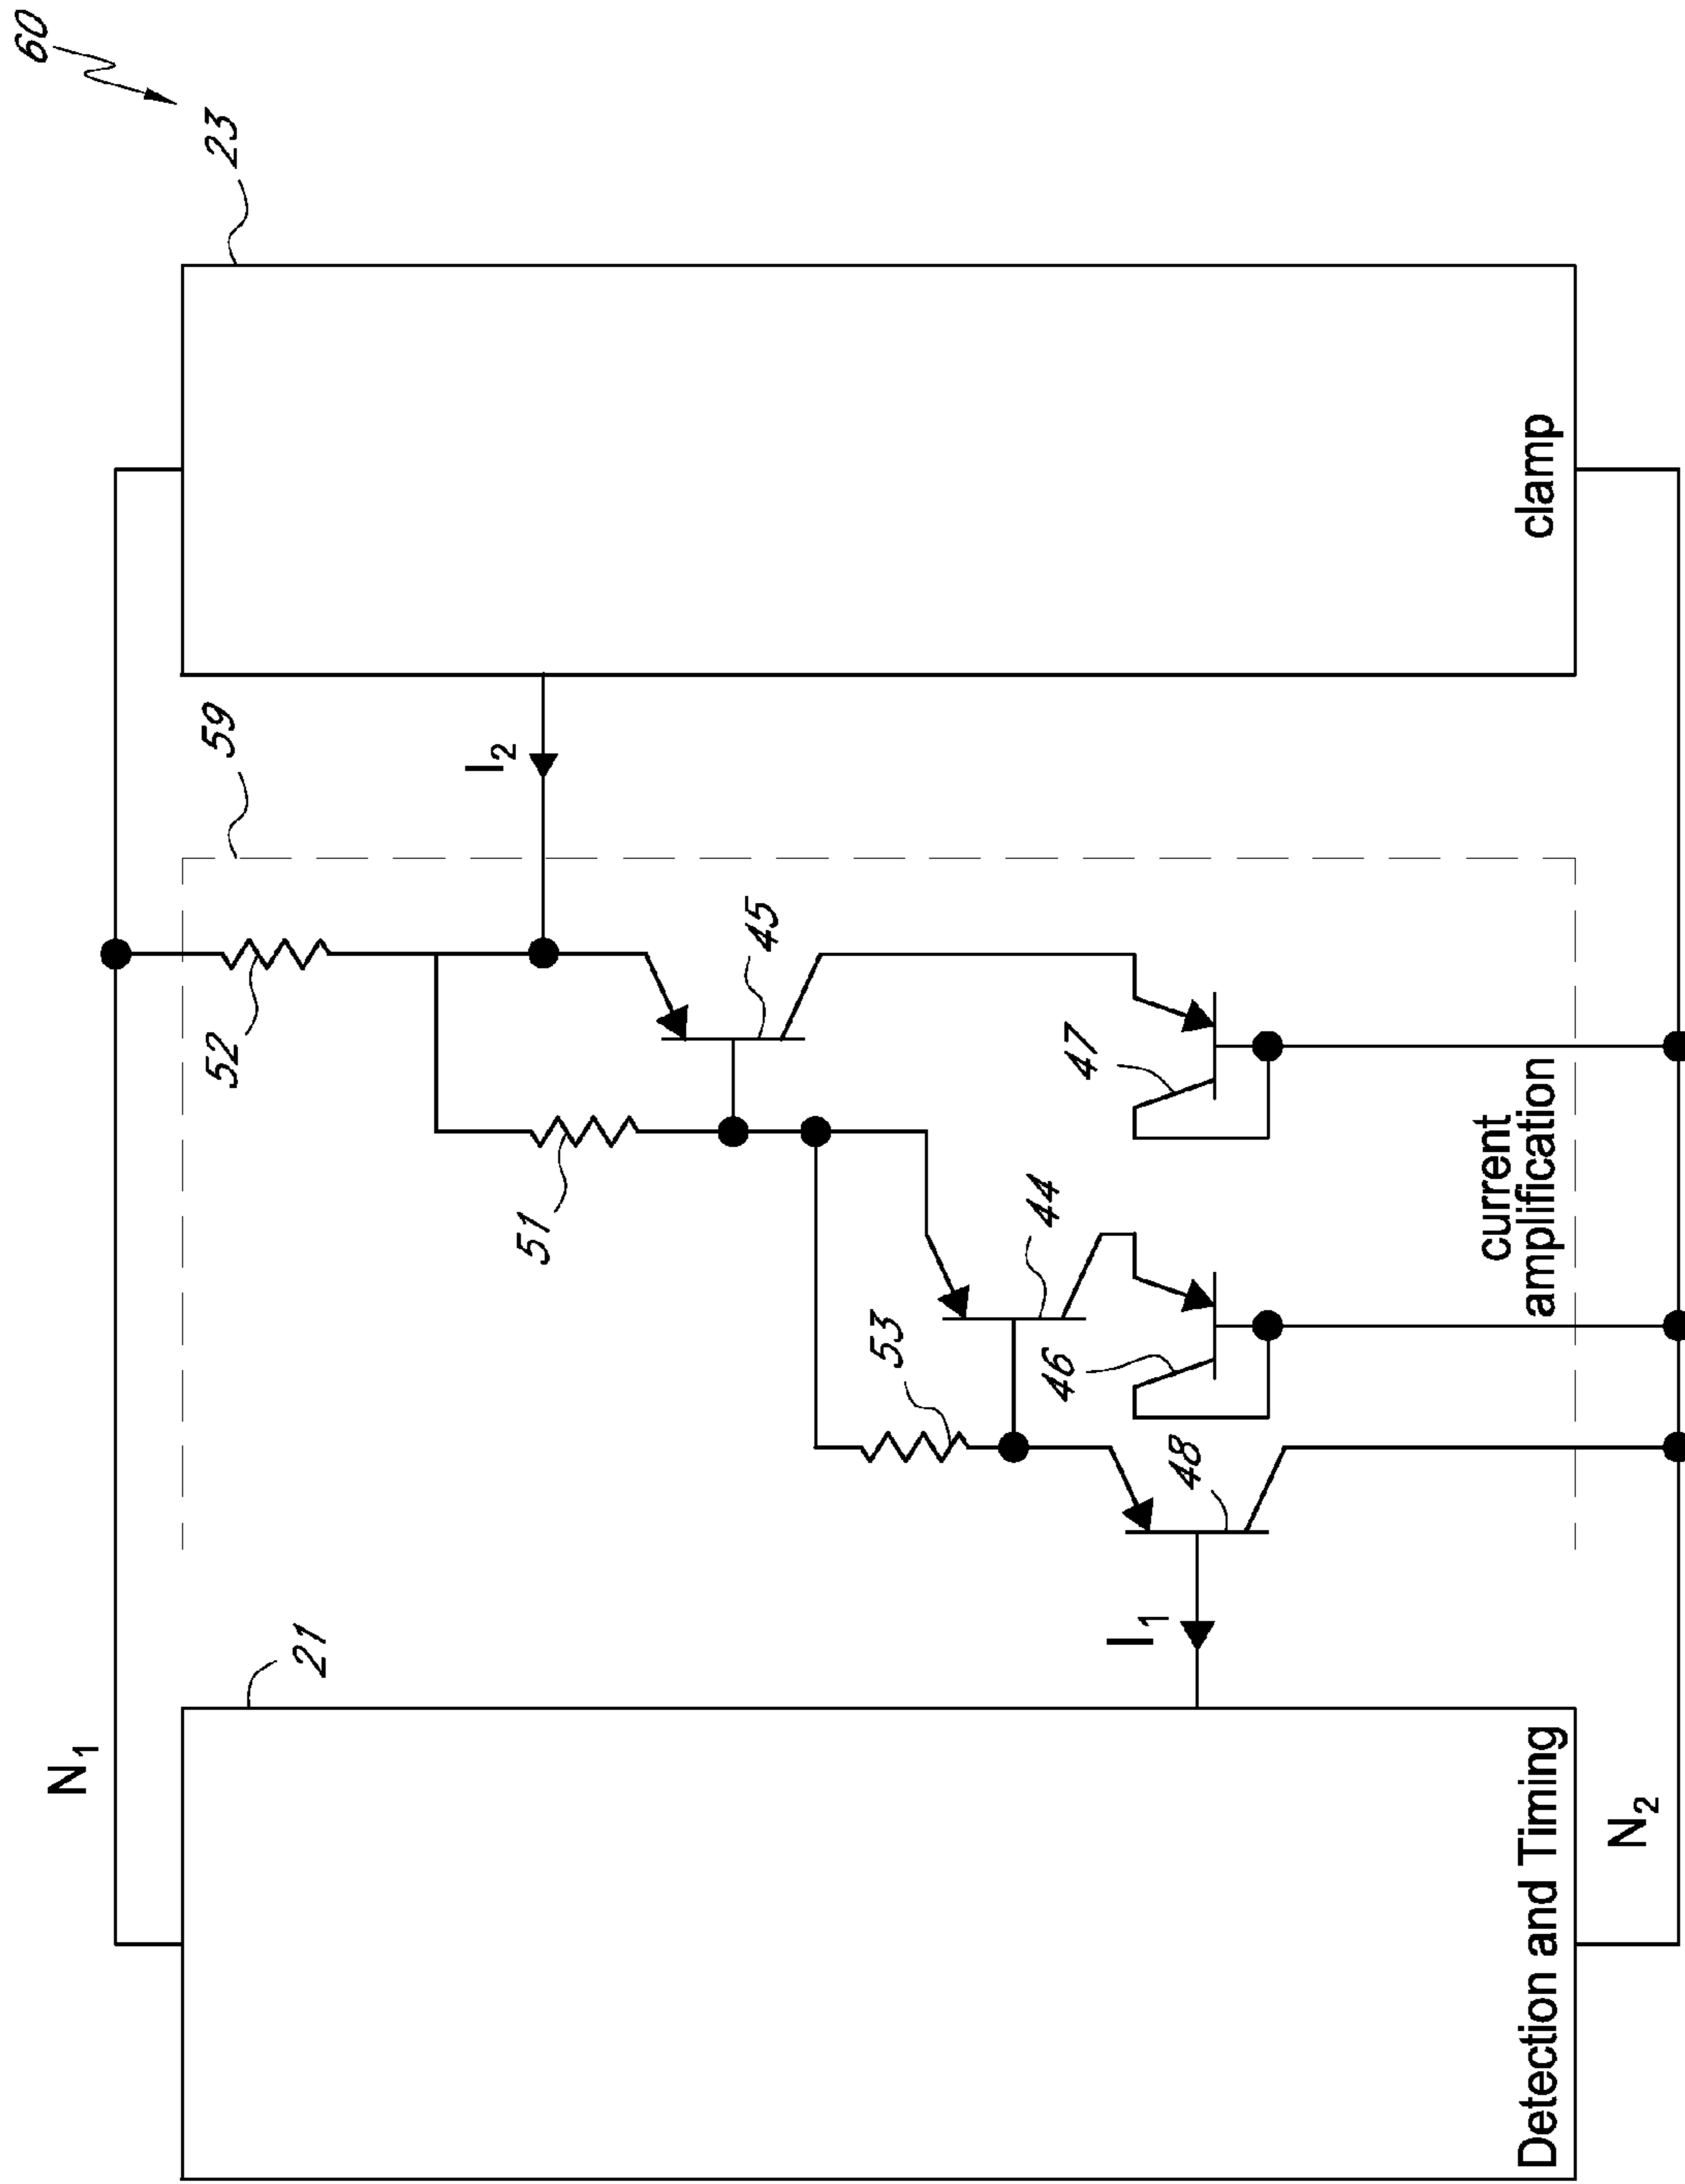 60
23
59
N1
52
I2
45
51
44
47
53
46
48
21
I1
current
amplification
clamp
Detection and Timing
N2